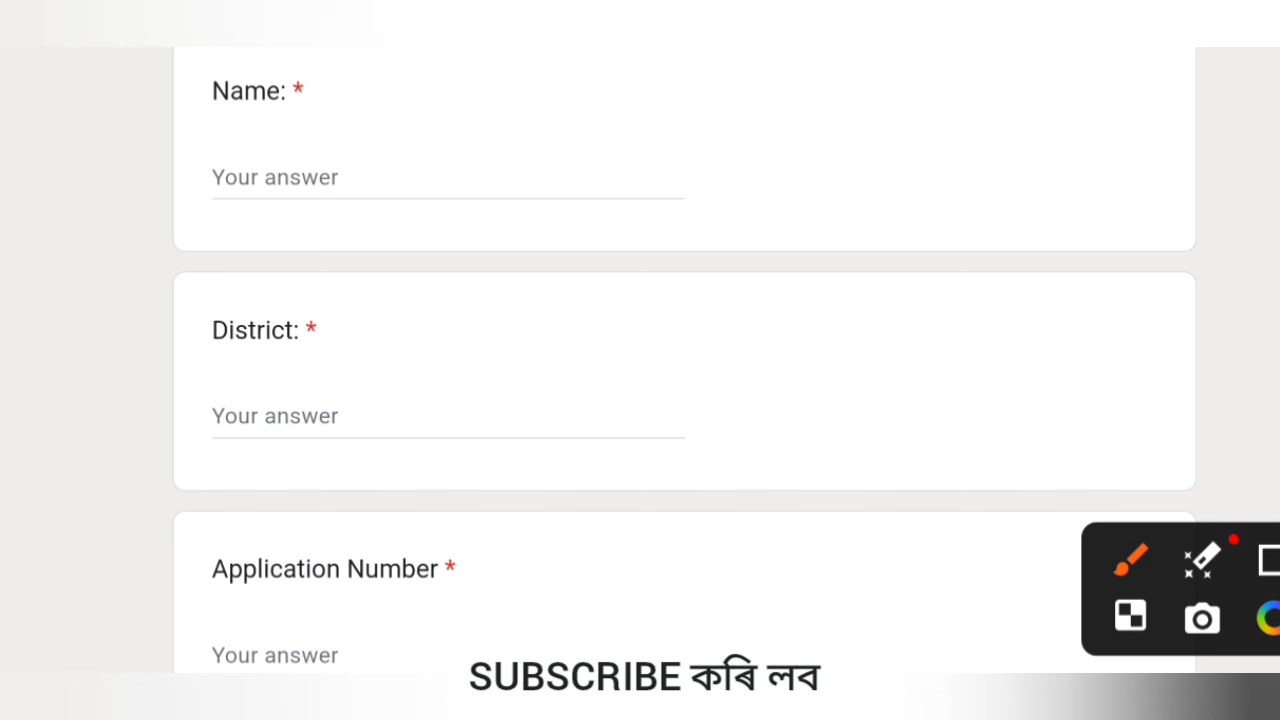 Name: *
Your answer
District: *
Your answer
Application Number *
Your answer
SUBSCRIBE কৰি লব